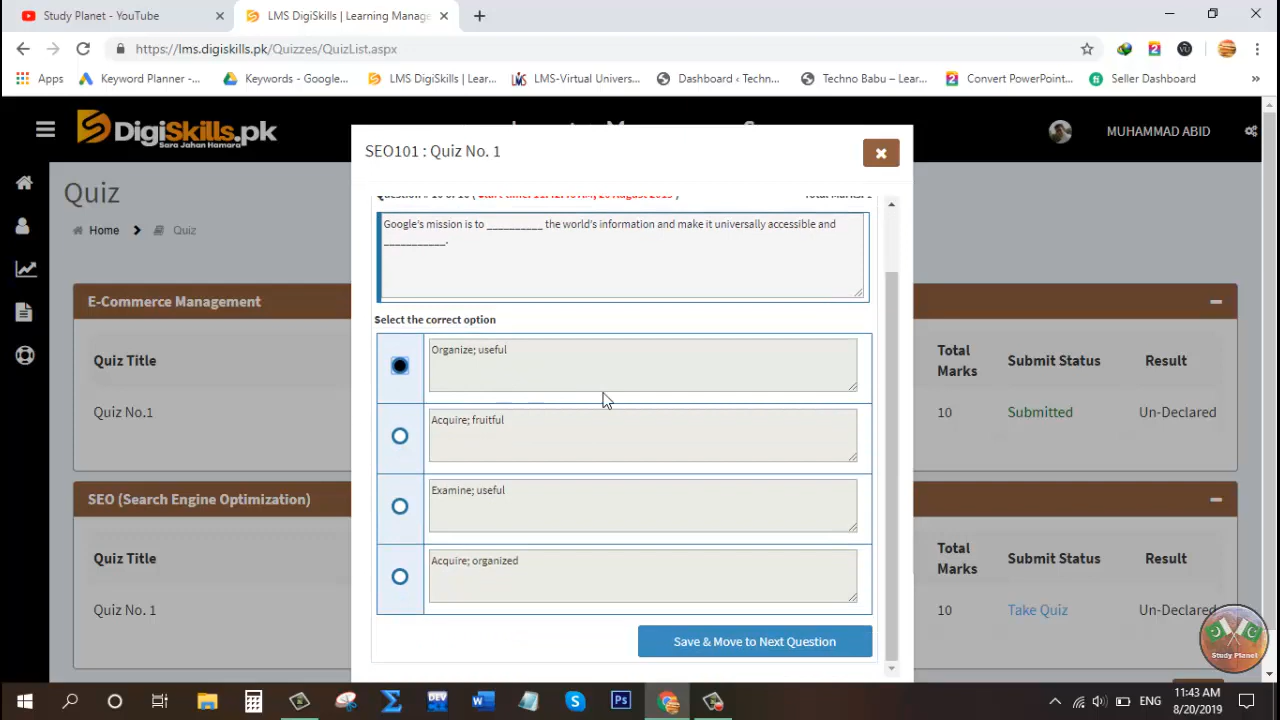 Study Planet - YouTube
LMS DigiSkills | Learning Manage
https://lms.digiskills.pk/Quizzes/QuizList.aspx
Apps
Keyword Planner -...
Keywords - Google...
LMS DigiSkills | Lear...
LMS-Virtual Univers...
Dashboard ‹ Techn...
Techno Babu – Lear...
Convert PowerPoint...
Seller Dashboard
DigiSkills.pk
Sara Jahan Hamara
MUHAMMAD ABID
SEO101 : Quiz No. 1
Quiz
Home
Quiz
Total Marks: 1
Google's mission is to __________ the world's information and make it universally accessible and
___________.
Select the correct option
Organize; useful
Acquire; fruitful
Examine; useful
Acquire; organized
Save & Move to Next Question
E-Commerce Management
Quiz Title
Total Marks
Submit Status
Result
Quiz No.1
10
Submitted
Un-Declared
SEO (Search Engine Optimization)
Quiz Title
Total Marks
Submit Status
Result
Quiz No. 1
10
Take Quiz
Un-Declared
Study Planet
DEV
Ps
ENG
11:43 AM
8/20/2019